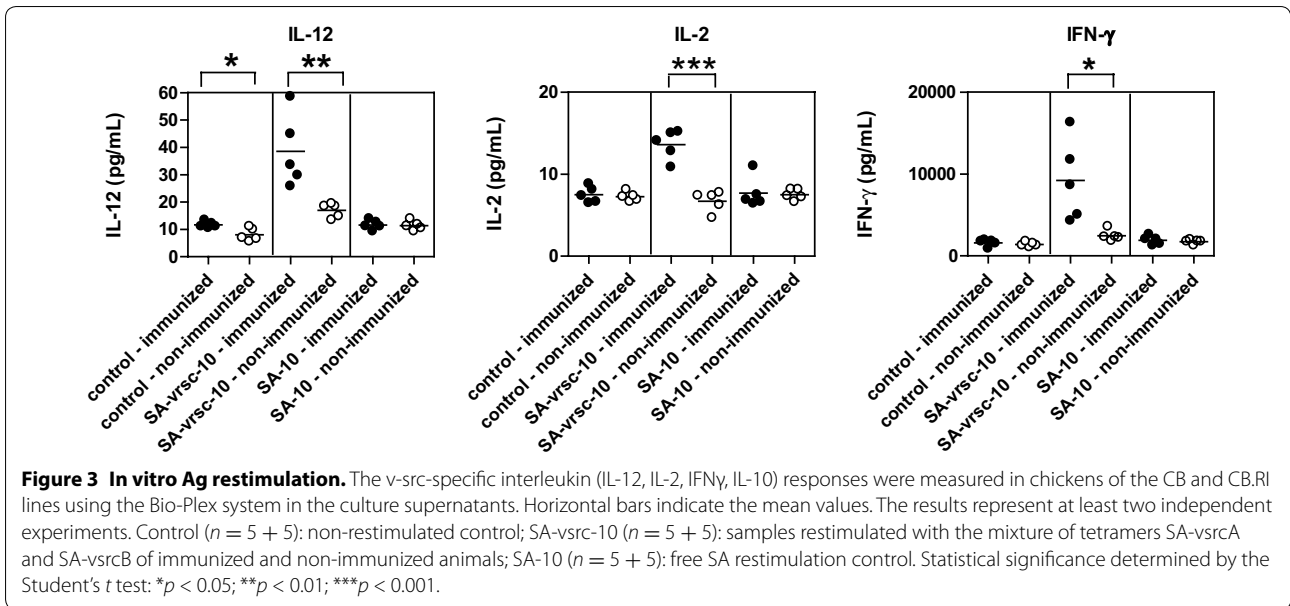 IL-12
*
**
IL-12 (pg/mL)
60
50
40
30
20
10
0
control - immunized
control - non-immunized
SA-vrsc-10 - immunized
SA-vrsc-10 - non-immunized
SA-10 - immunized
SA-10 - non-immunized
IL-2
***
IL-2 (pg/mL)
20
10
0
control - immunized
control - non-immunized
SA-vrsc-10 - immunized
SA-vrsc-10 - non-immunized
SA-10 - immunized
SA-10 - non-immunized
IFN-γ
*
IFN-γ (pg/mL)
20000
10000
0
control - immunized
control - non-immunized
SA-vrsc-10 - immunized
SA-vrsc-10 - non-immunized
SA-10 - immunized
SA-10 - non-immunized
Figure 3 In vitro Ag restimulation. The v-src-specific interleukin (IL-12, IL-2, IFNγ, IL-10) responses were measured in chickens of the CB and CB.RI
lines using the Bio-Plex system in the culture supernatants. Horizontal bars indicate the mean values. The results represent at least two independent
experiments. Control (n = 5 + 5): non-restimulated control; SA-vsrc-10 (n = 5 + 5): samples restimulated with the mixture of tetramers SA-vsrcA
and SA-vsrcB of immunized and non-immunized animals; SA-10 (n = 5 + 5): free SA restimulation control. Statistical significance determined by the
Student's t test: *p < 0.05; **p < 0.01; ***p < 0.001.